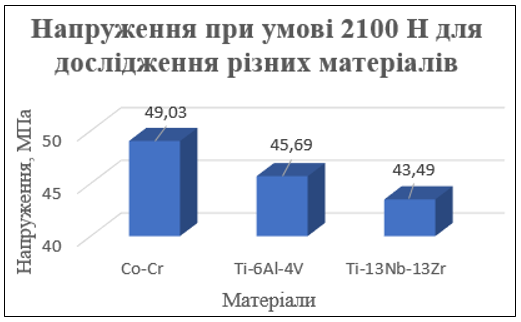 Напруження при умові 2100 Н для
дослідження різних матеріалів
Напруження, МПа
50
45
40
49,03
45,69
43,49
Co-Cr
Ti-6Al-4V
Ti-13Nb-13Zr
Матеріали